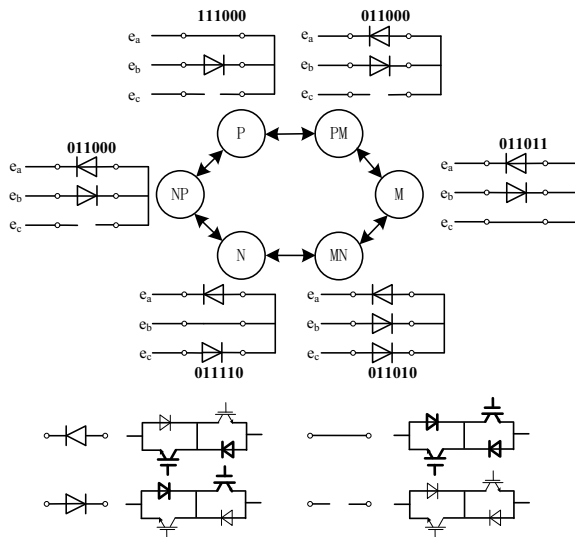 111000
011000
e_a
e_b
e_c
e_a
e_b
e_c
P
PM
011000
e_a
e_b
e_c
NP
M
011011
e_a
e_b
e_c
N
MN
e_a
e_b
e_c
011110
e_a
e_b
e_c
011010